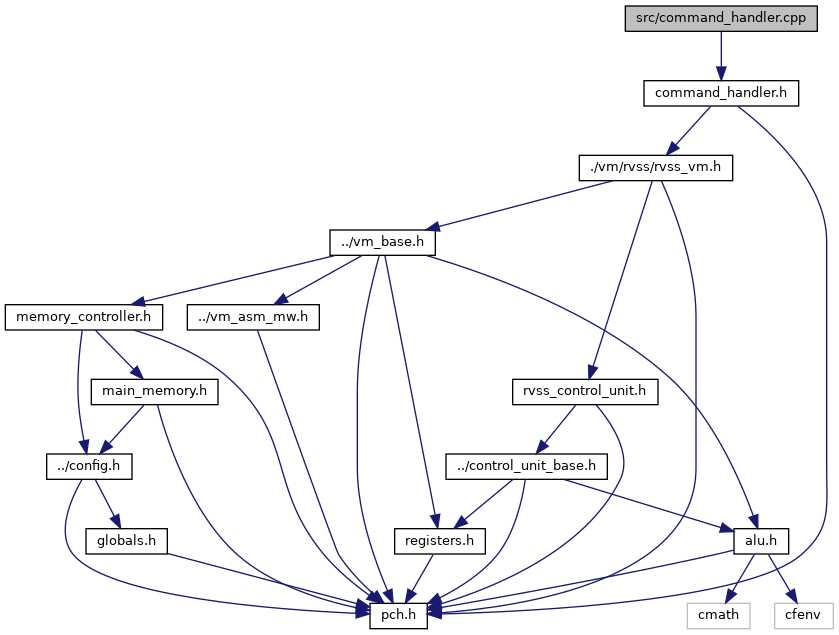 src/command_handler.cpp
command_handler.h
./vm/rvss/rvss_vm.h
../vm_base.h
memory_controller.h
../vm_asm_mw.h
main_memory.h
rvss_control_unit.h
../config.h
../control_unit_base.h
globals.h
registers.h
alu.h
pch.h
cmath
cfenv